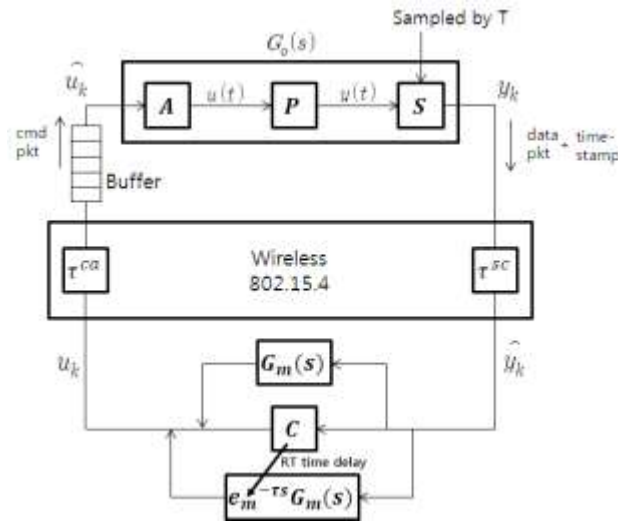 Sampled by T
G_o(s)
û_k
A
u(t)
P
y(t)
S
y_k
cmd
pkt
Buffer
data
pkt + time-
stamp
τ^ca
Wireless
802.15.4
τ^sc
u_k
G_m(s)
ŷ_k
C
RT time delay
e_m^-τs G_m(s)